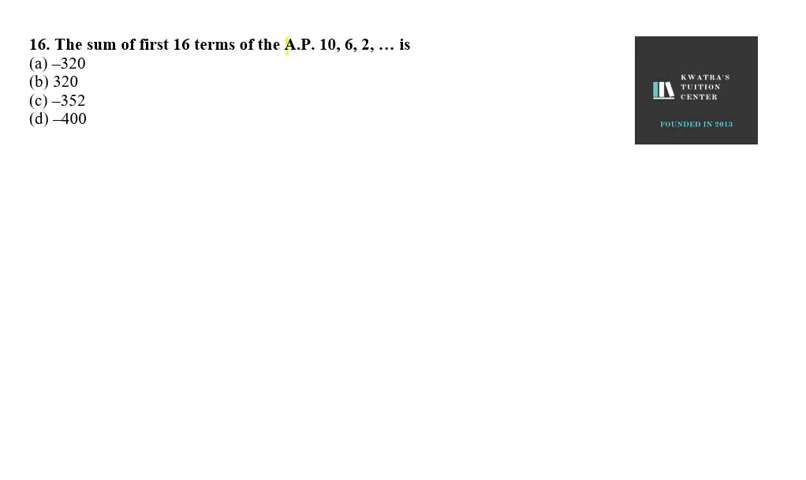 16. The sum of first 16 terms of the A.P. 10, 6, 2, … is
(a) –320
(b) 320
(c) –352
(d) –400
KWATRA'S
TUITION
CENTER
FOUNDED IN 2013